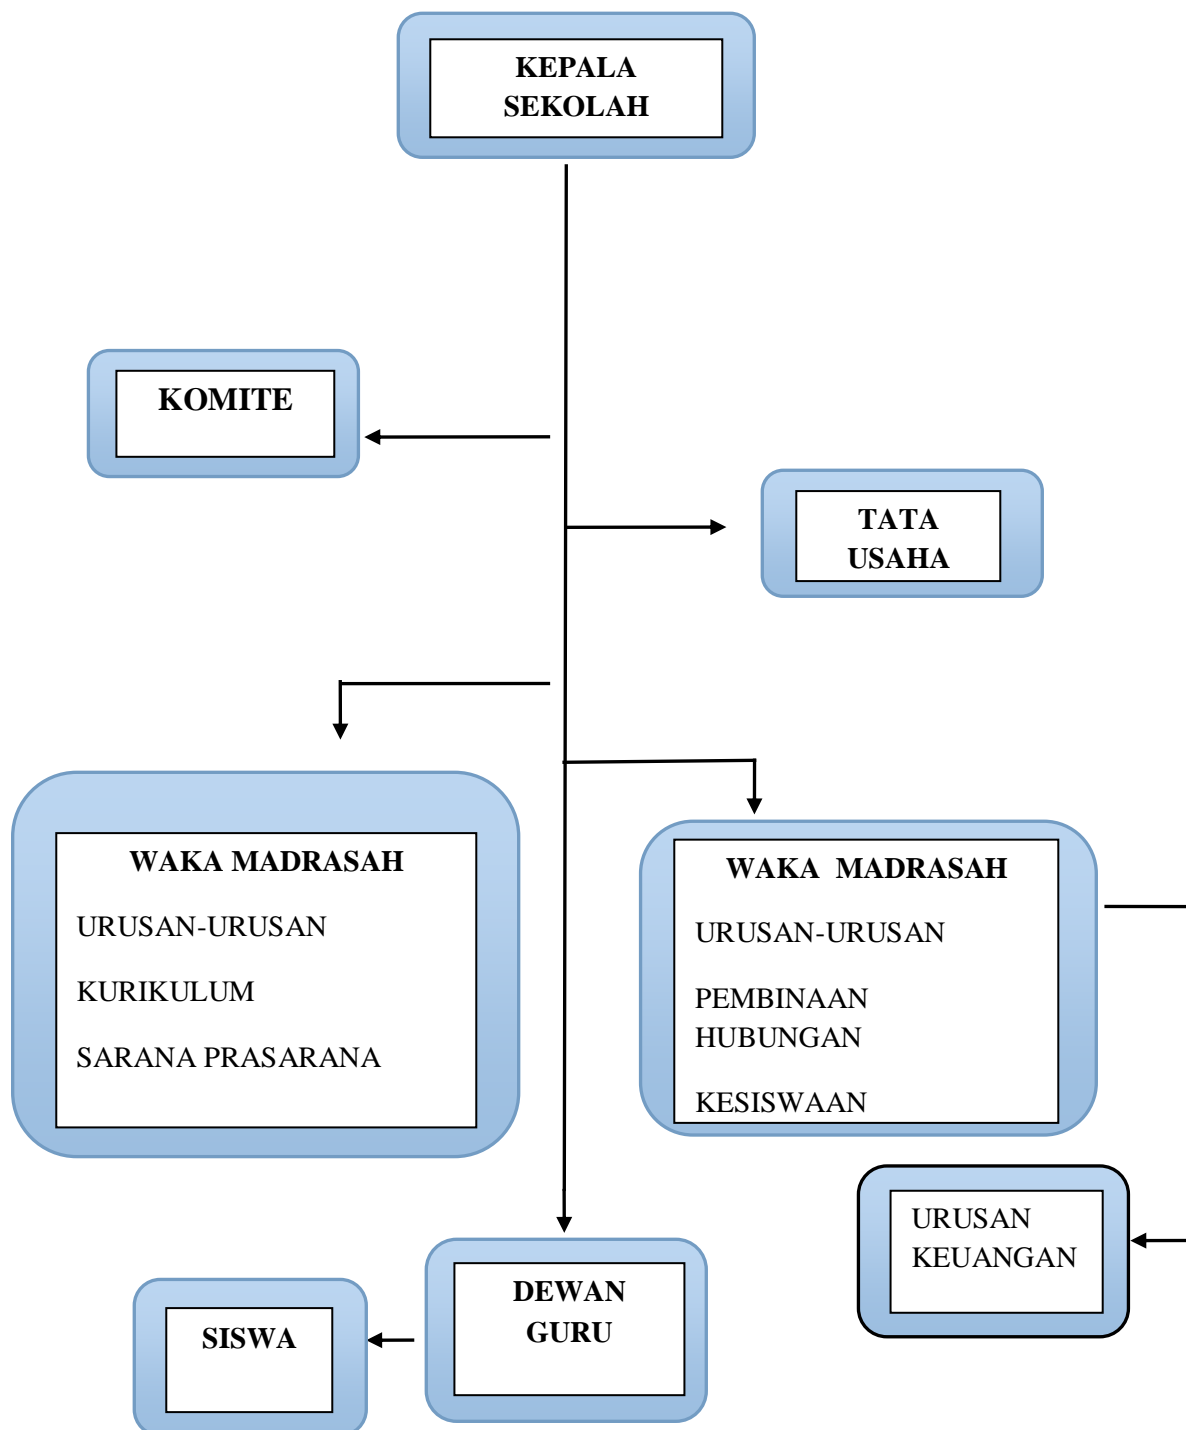 KEPALA
SEKOLAH
KOMITE
TATA
USAHA
WAKA MADRASAH
URUSAN-URUSAN
KURIKULUM
SARANA PRASARANA
WAKA  MADRASAH
URUSAN-URUSAN
PEMBINAAN
HUBUNGAN
KESISWAAN
URUSAN
KEUANGAN
DEWAN
GURU
SISWA